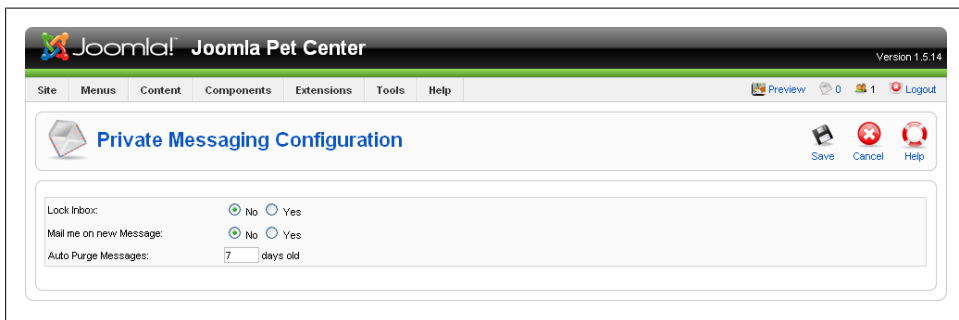 Joomla!™ Joomla Pet Center
Version 1.5.14
Site Menus Content Components Extensions Tools Help Preview 0 1 Logout
Private Messaging Configuration
Save Cancel Help
Lock Inbox: No Yes
Mail me on new Message: No Yes
Auto Purge Messages: 7 days old